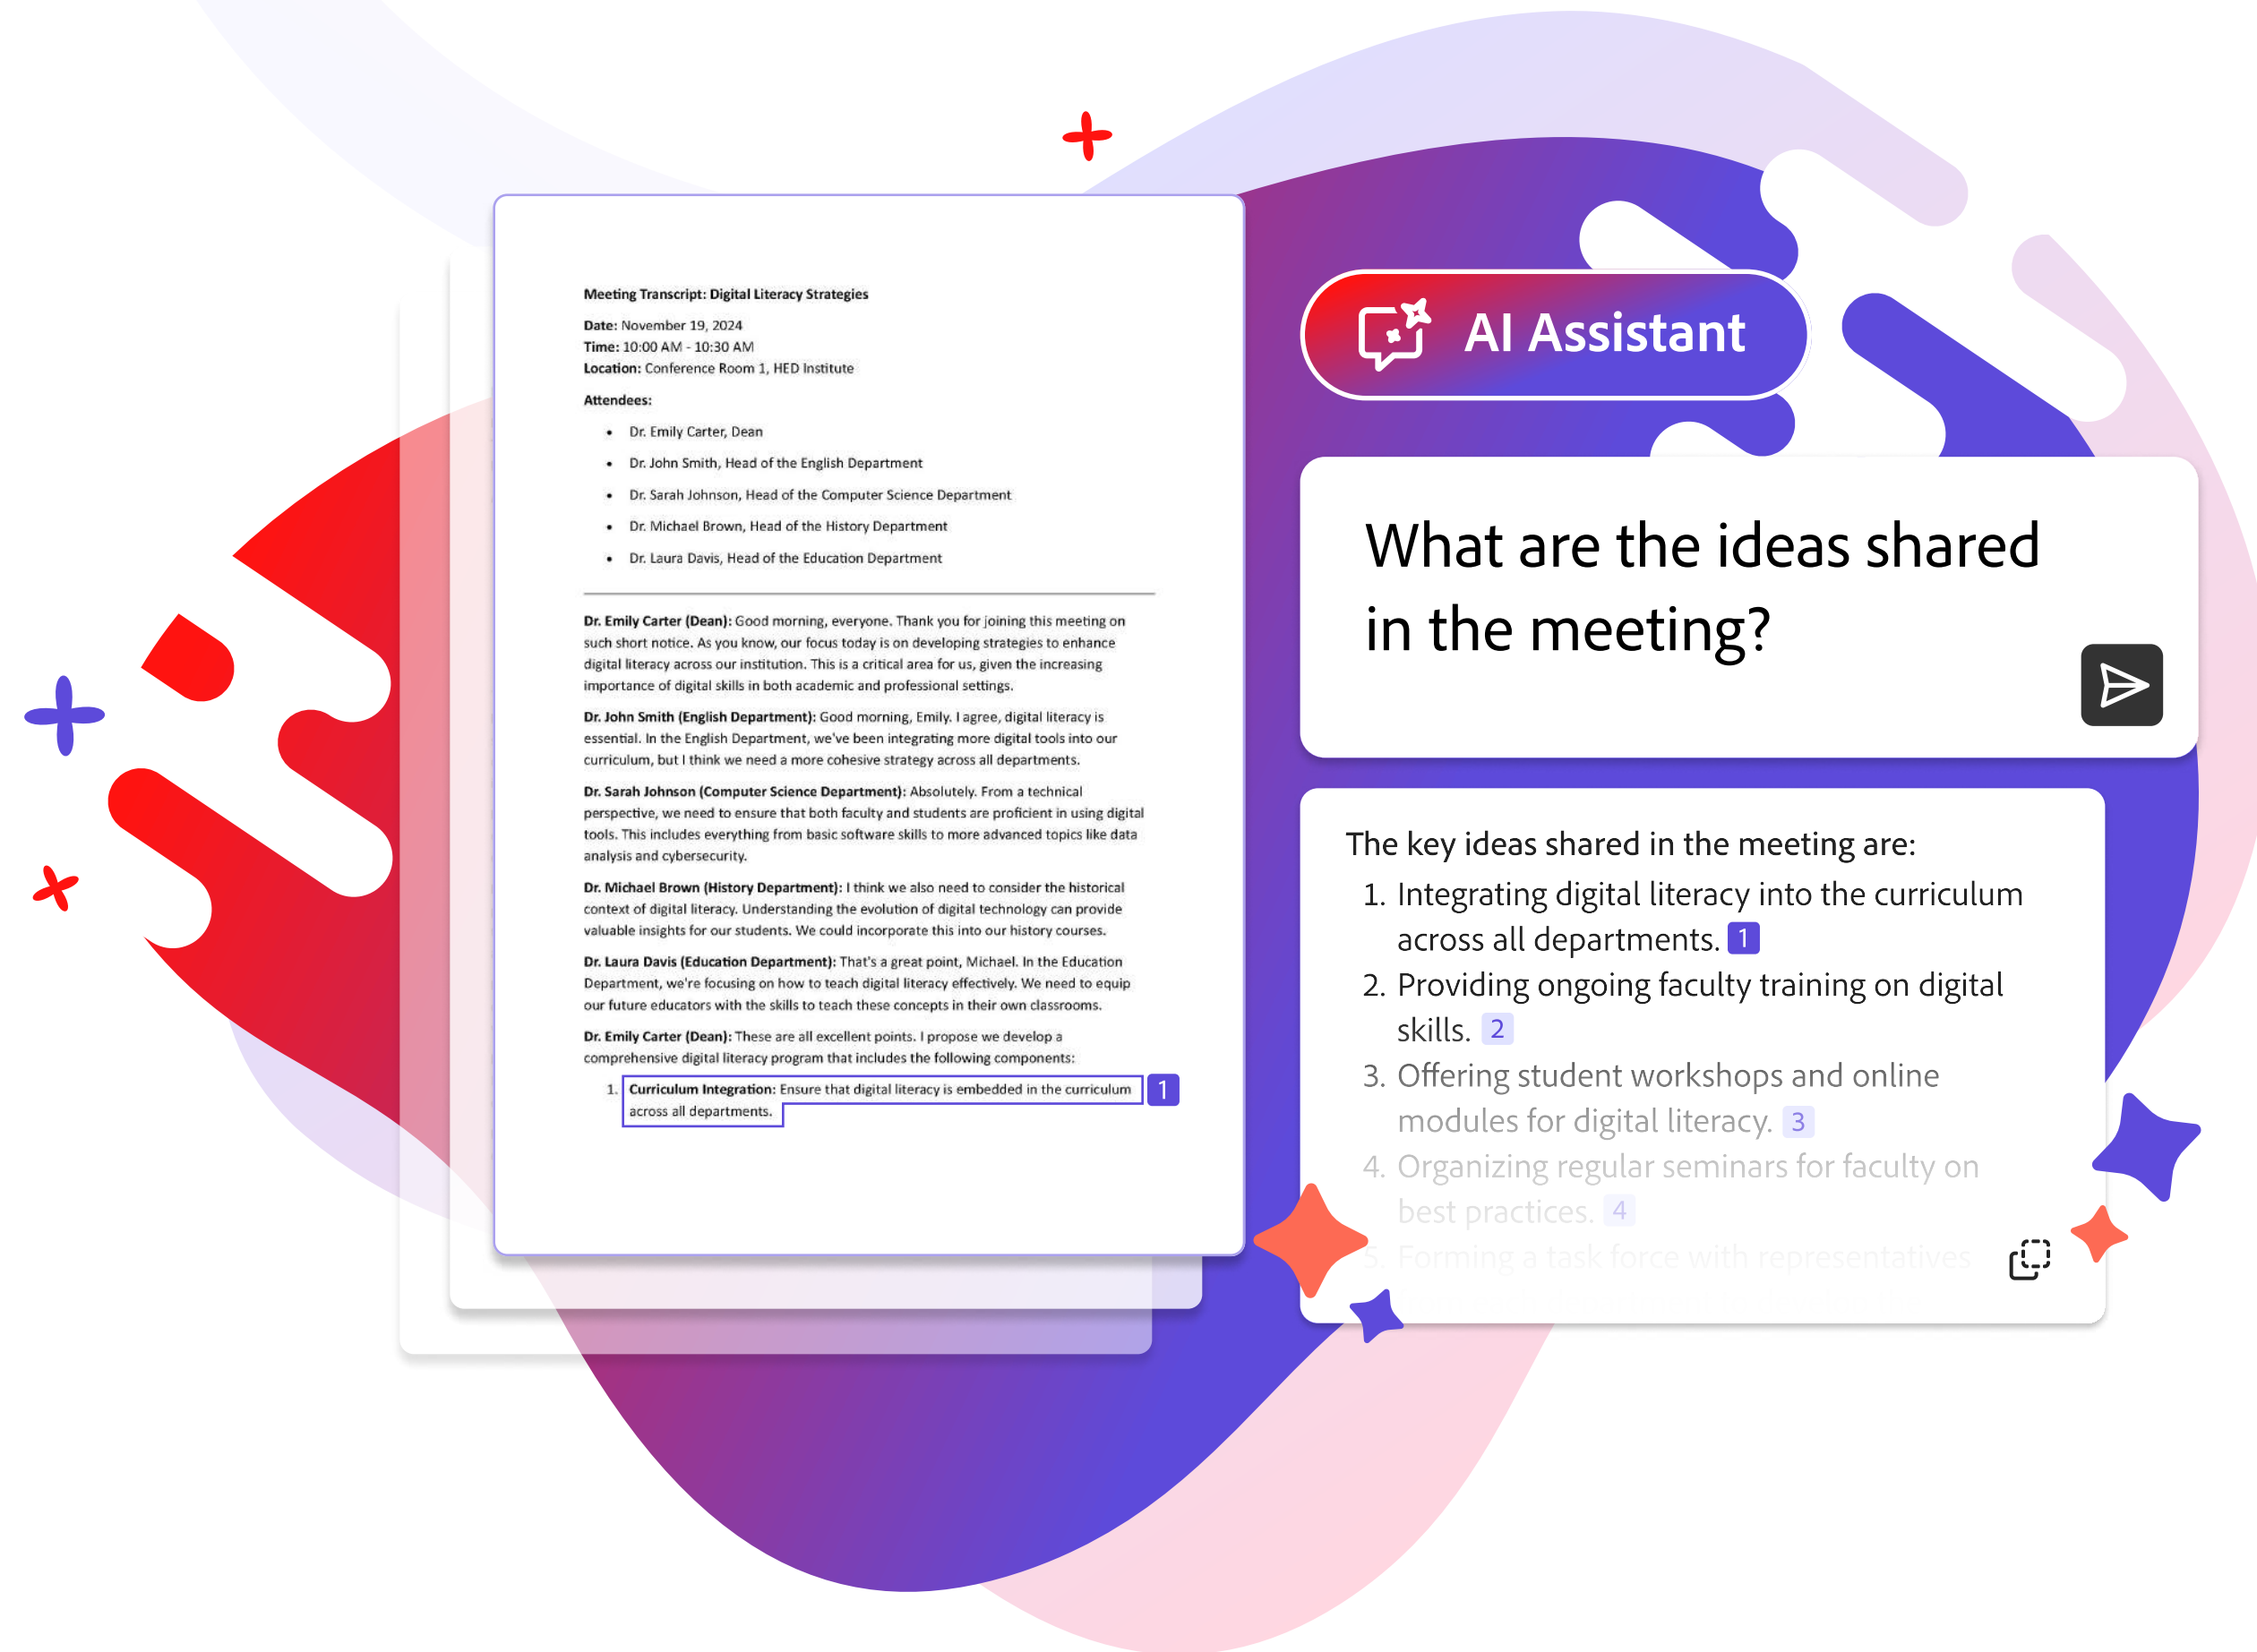 Meeting Transcript: Digital Literacy Strategies
Date: November 19, 2024
Time: 10:00 AM - 10:30 AM
Location: Conference Room 1, HED Institute
Attendees:
• Dr. Emily Carter, Dean
• Dr. John Smith, Head of the English Department
• Dr. Sarah Johnson, Head of the Computer Science Department
• Dr. Michael Brown, Head of the History Department
• Dr. Laura Davis, Head of the Education Department
Dr. Emily Carter (Dean): Good morning, everyone. Thank you for joining this meeting on
such short notice. As you know, our focus today is on developing strategies to enhance
digital literacy across our institution. This is a critical area for us, given the increasing
importance of digital skills in both academic and professional settings.
Dr. John Smith (English Department): Good morning, Emily. I agree, digital literacy is
essential. In the English Department, we've been integrating more digital tools into our
curriculum, but I think we need a more cohesive strategy across all departments.
Dr. Sarah Johnson (Computer Science Department): Absolutely. From a technical
perspective, we need to ensure that both faculty and students are proficient in using digital
tools. This includes everything from basic software skills to more advanced topics like data
analysis and cybersecurity.
Dr. Michael Brown (History Department): I think we also need to consider the historical
context of digital literacy. Understanding the evolution of digital technology can provide
valuable insights for our students. We could incorporate this into our history courses.
Dr. Laura Davis (Education Department): That's a great point, Michael. In the Education
Department, we're focusing on how to teach digital literacy effectively. We need to equip
our future educators with the skills to teach these concepts in their own classrooms.
Dr. Emily Carter (Dean): These are all excellent points. I propose we develop a
comprehensive digital literacy program that includes the following components:
1. Curriculum Integration: Ensure that digital literacy is embedded in the curriculum 1
across all departments.
AI Assistant
What are the ideas shared
in the meeting?
The key ideas shared in the meeting are:
1. Integrating digital literacy into the curriculum
across all departments. 1
2. Providing ongoing faculty training on digital
skills. 2
3. Offering student workshops and online
modules for digital literacy. 3
4. Organizing regular seminars for faculty on
best practices. 4
5. Forming a task force with representatives